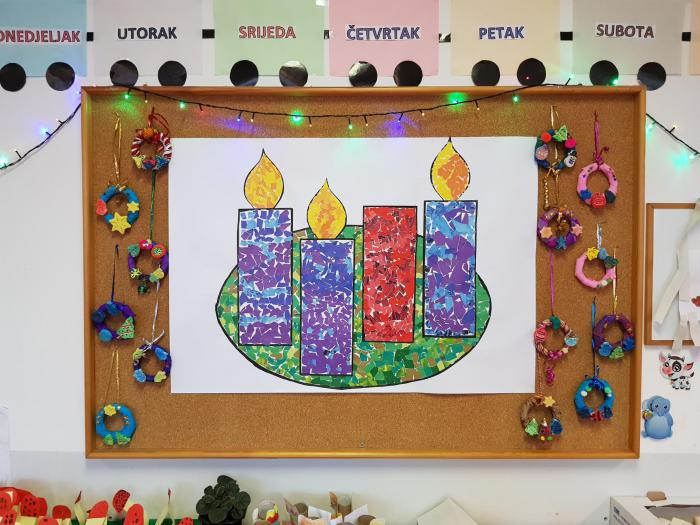 ONEDJELJAK
UTORAK
SRIJEDA
ČETVRTAK
PETAK
SUBOTA